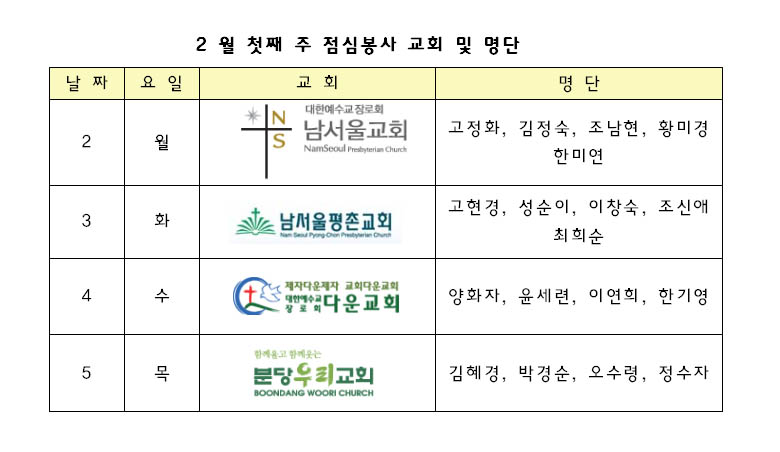 2 월 첫째 주 점심봉사 교회 및 명단
날 짜 요 일 교 회 명 단
2 월 대한예수교장로회 고정화, 김정숙, 조남현, 황미경
N S 남서울교회 한미연
NamSeoul Presbyterian Church
3 화 남서울평촌교회 고현경, 성순이, 이창숙, 조신애
Nam Seoul Pyong-Chon Presbyterian Church 최희순
4 수 제자다운제자 교회다운교회 양화자, 윤세련, 이연희, 한기영
대한예수교 장로회 다운교회
5 목 함께울고 함께웃는 김혜경, 박경순, 오수령, 정수자
분당우리교회
BOONDANG WOORI CHURCH